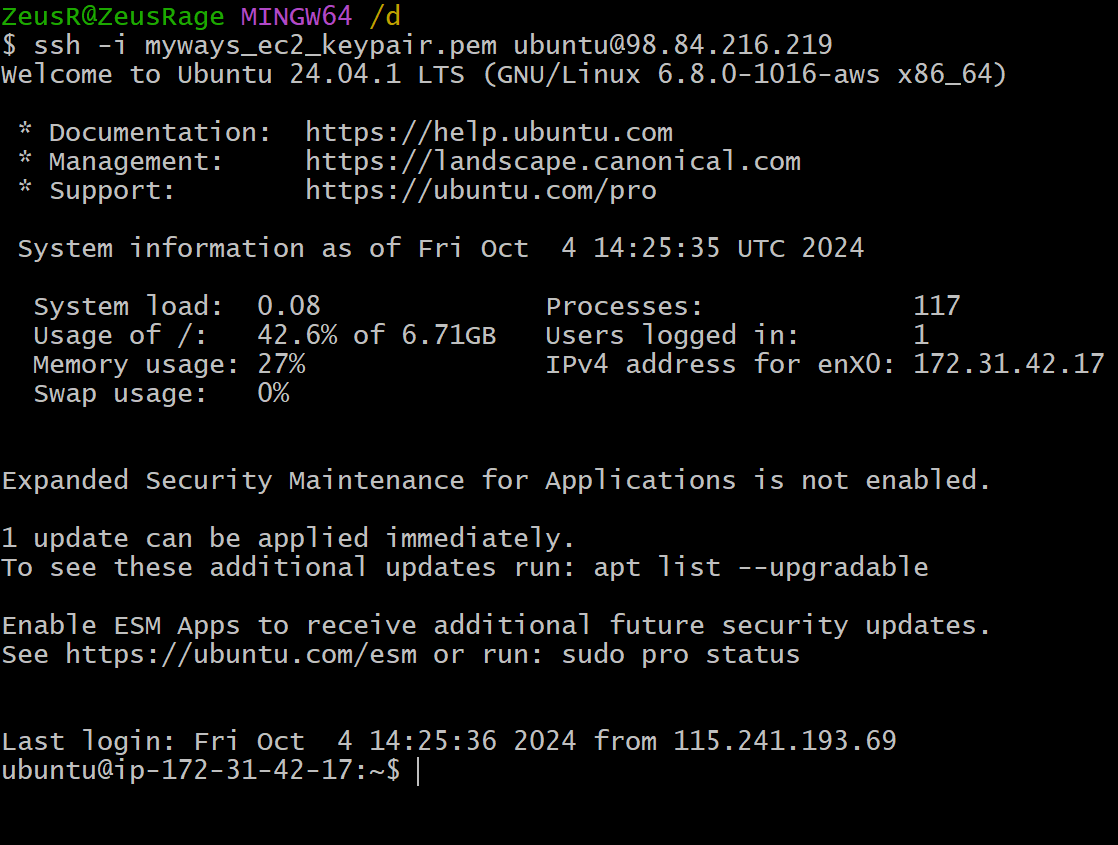 ZeusR@ZeusRage MINGW64 /d
$ ssh -i myways_ec2_keypair.pem ubuntu@98.84.216.219
Welcome to Ubuntu 24.04.1 LTS (GNU/Linux 6.8.0-1016-aws x86_64)
* Documentation:  https://help.ubuntu.com
* Management:     https://landscape.canonical.com
* Support:        https://ubuntu.com/pro
System information as of Fri Oct  4 14:25:35 UTC 2024
System load:  0.08               Processes:             117
Usage of /:   42.6% of 6.71GB   Users logged in:       1
Memory usage: 27%               IPv4 address for enX0: 172.31.42.17
Swap usage:   0%
Expanded Security Maintenance for Applications is not enabled.
1 update can be applied immediately.
To see these additional updates run: apt list --upgradable
Enable ESM Apps to receive additional future security updates.
See https://ubuntu.com/esm or run: sudo pro status
Last login: Fri Oct  4 14:25:36 2024 from 115.241.193.69
ubuntu@ip-172-31-42-17:~$